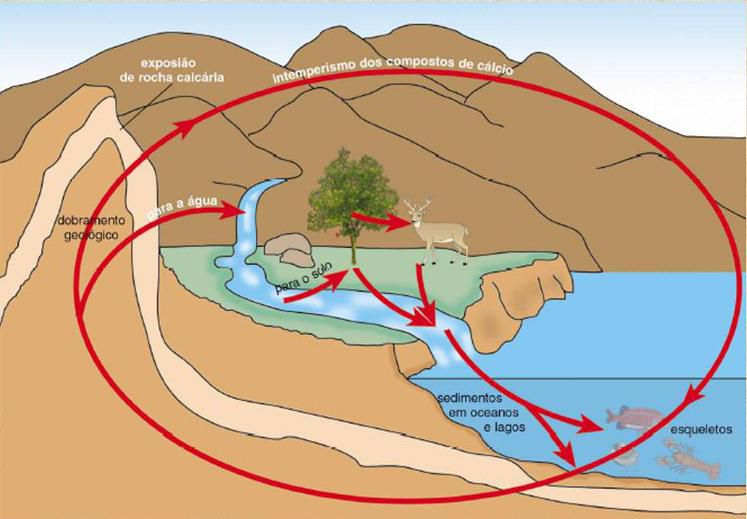 exposião
de rocha calcária
intemperismo dos compostos de cálcio
para a água
dobramento
geológico
para o solo
sedimentos
em oceanos
e lagos
esqueletos